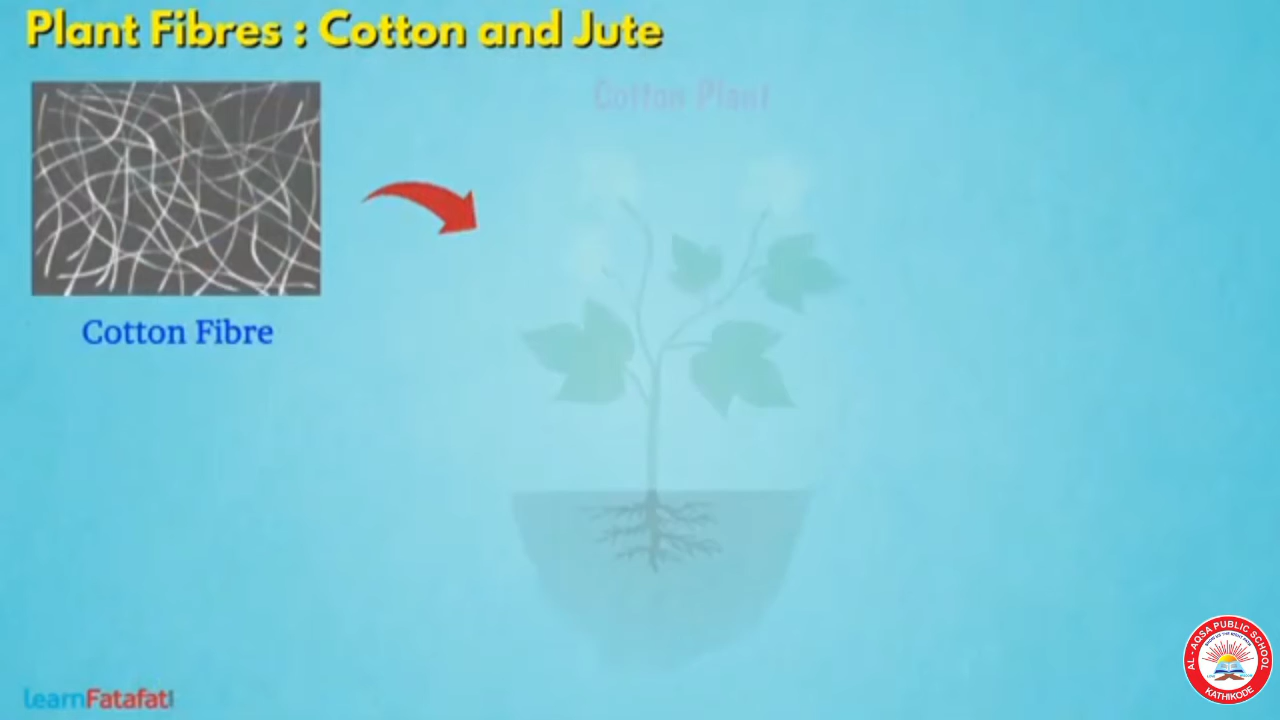 Plant Fibres : Cotton and Jute
Cotton Plant
Cotton Fibre
AL - AQSA PUBLIC SCHOOL
KATHIKODE
learnFatafat